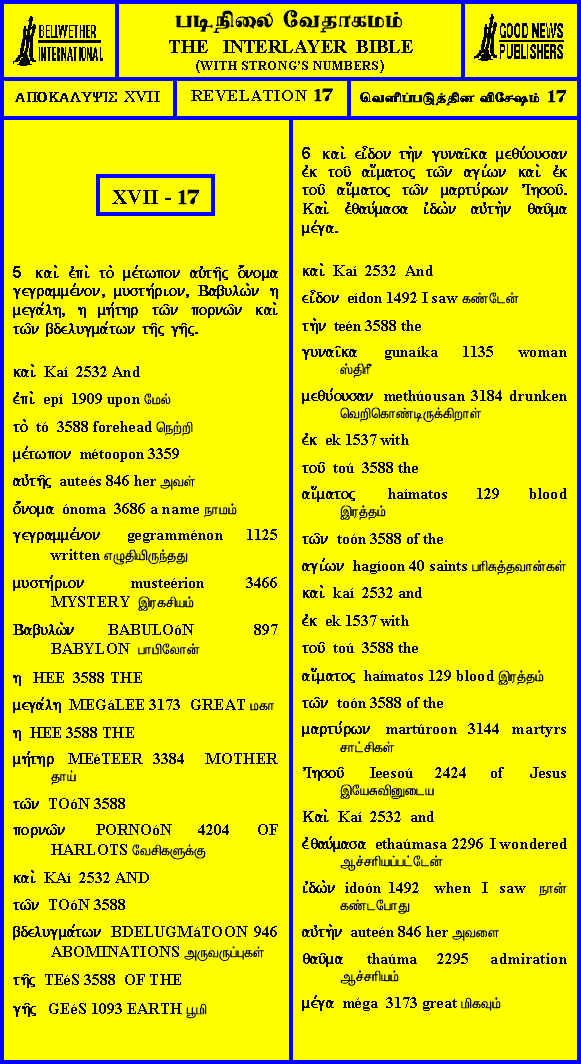 BELLWETHER
INTERNATIONAL
படிநிலை வேதாகமம்
THE INTERLAYER BIBLE
(WITH STRONG'S NUMBERS)
GOOD NEWS
PUBLISHERS
ΑΠΟΚΑΛΥΨΙΣ XVII
REVELATION 17
வெளிப்படுத்தின விசேஷம் 17
XVII - 17
5 καὶ ἐπὶ τὸ μέτωπον αὐτῆς ὄνομα
γεγραμμένον, μυστήριον, Βαβυλὼν η
μεγάλη, η μήτηρ τῶν πορνῶν καὶ
τῶν βδελυγμάτων τῆς γῆς.
καὶ Kaí 2532 And
ἐπὶ epí 1909 upon மேல்
τὸ tó 3588 forehead நெற்றி
μέτωπον métoopon 3359
αὐτῆς auteés 846 her அவள்
ὄνομα ónoma 3686 a name நாமம்
γεγραμμένον gegramménon 1125
written எழுதியிருந்தது
μυστήριον musteérion 3466
MYSTERY இரகசியம்
Βαβυλὼν BABULOóN 897
BABYLON பாபிலோன்
η HEE 3588 THE
μεγάλη MEGáLEE 3173 GREAT மகா
η HEE 3588 THE
μήτηρ MEéTEER 3384 MOTHER
தாய்
τῶν TOóN 3588
πορνῶν PORNOóN 4204 OF
HARLOTS வேசிகளுக்கு
καὶ KAí 2532 AND
τῶν TOóN 3588
βδελυγμάτων BDELUGMáTOON 946
ABOMINATIONS அருவருப்புகள்
τῆς TEéS 3588 OF THE
γῆς GEéS 1093 EARTH பூமி
6 καὶ εἶδον τὴν γυναῖκα μεθύουσαν
ἐκ τοῦ αἵματος τῶν αγίων καὶ ἐκ
τοῦ αἵματος τῶν μαρτύρων Ἰησοῦ.
Καὶ ἐθαύμασα ἰδὼν αὐτὴν θαῦμα
μέγα.
καὶ Kaí 2532 And
εἶδον eídon 1492 I saw கண்டேன்
τὴν teén 3588 the
γυναῖκα gunaíka 1135 woman
ஸ்திரீ
μεθύουσαν methúousan 3184 drunken
வெறிகொண்டிருக்கிறாள்
ἐκ ek 1537 with
τοῦ toú 3588 the
αἵματος haímatos 129 blood
இரத்தம்
τῶν toón 3588 of the
αγίων hagíoon 40 saints பரிசுத்தவான்கள்
καὶ kaí 2532 and
ἐκ ek 1537 with
τοῦ toú 3588 the
αἵματος haímatos 129 blood இரத்தம்
τῶν toón 3588 of the
μαρτύρων martúroon 3144 martyrs
சாட்சிகள்
Ἰησοῦ Ieesoú 2424 of Jesus
இயேசுவினுடைய
Καὶ Kaí 2532 and
ἐθαύμασα ethaúmasa 2296 I wondered
ஆச்சரியப்பட்டேன்
ἰδὼν idoón 1492 when I saw நான்
கண்டபோது
αὐτὴν auteén 846 her அவளை
θαῦμα thaúma 2295 admiration
ஆச்சரியம்
μέγα méga 3173 great மிகவும்